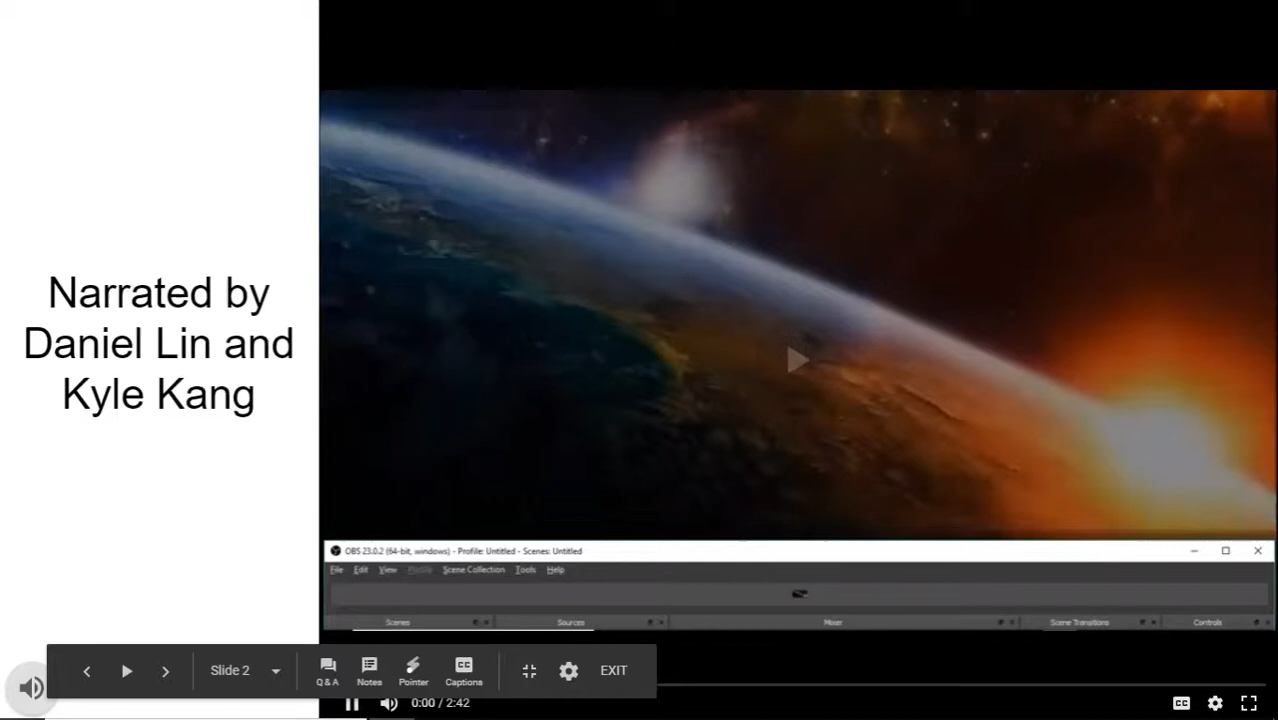 Narrated by
Daniel Lin and
Kyle Kang
OBS 23.0.2 (64-bit, windows) - Profile: Untitled - Scenes: Untitled
File Edit View Profile Scene Collection Tools Help
Scenes Sources Mixer Scene Transitions Controls
Slide 2 Q & A Notes Pointer Captions EXIT
0:00 / 2:42